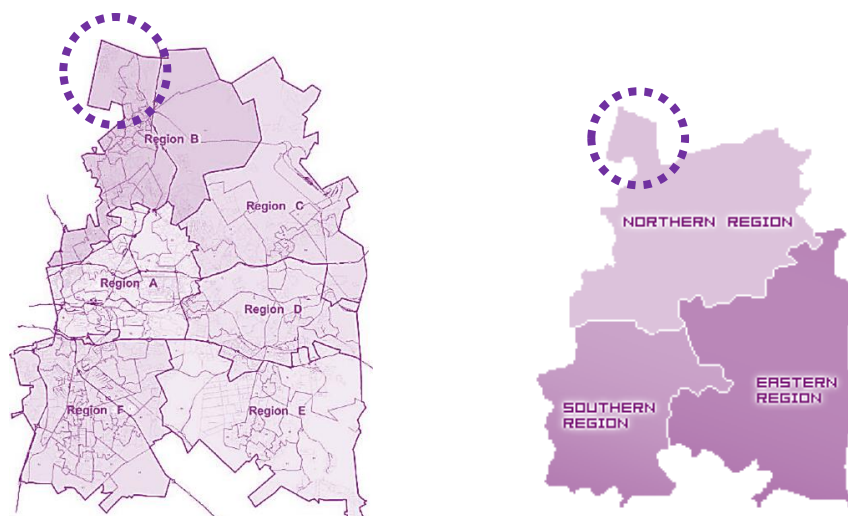 Region B
Region C
Region A
Region D
Region F
Region E
NORTHERN REGION
EASTERN
REGION
SOUTHERN
REGION